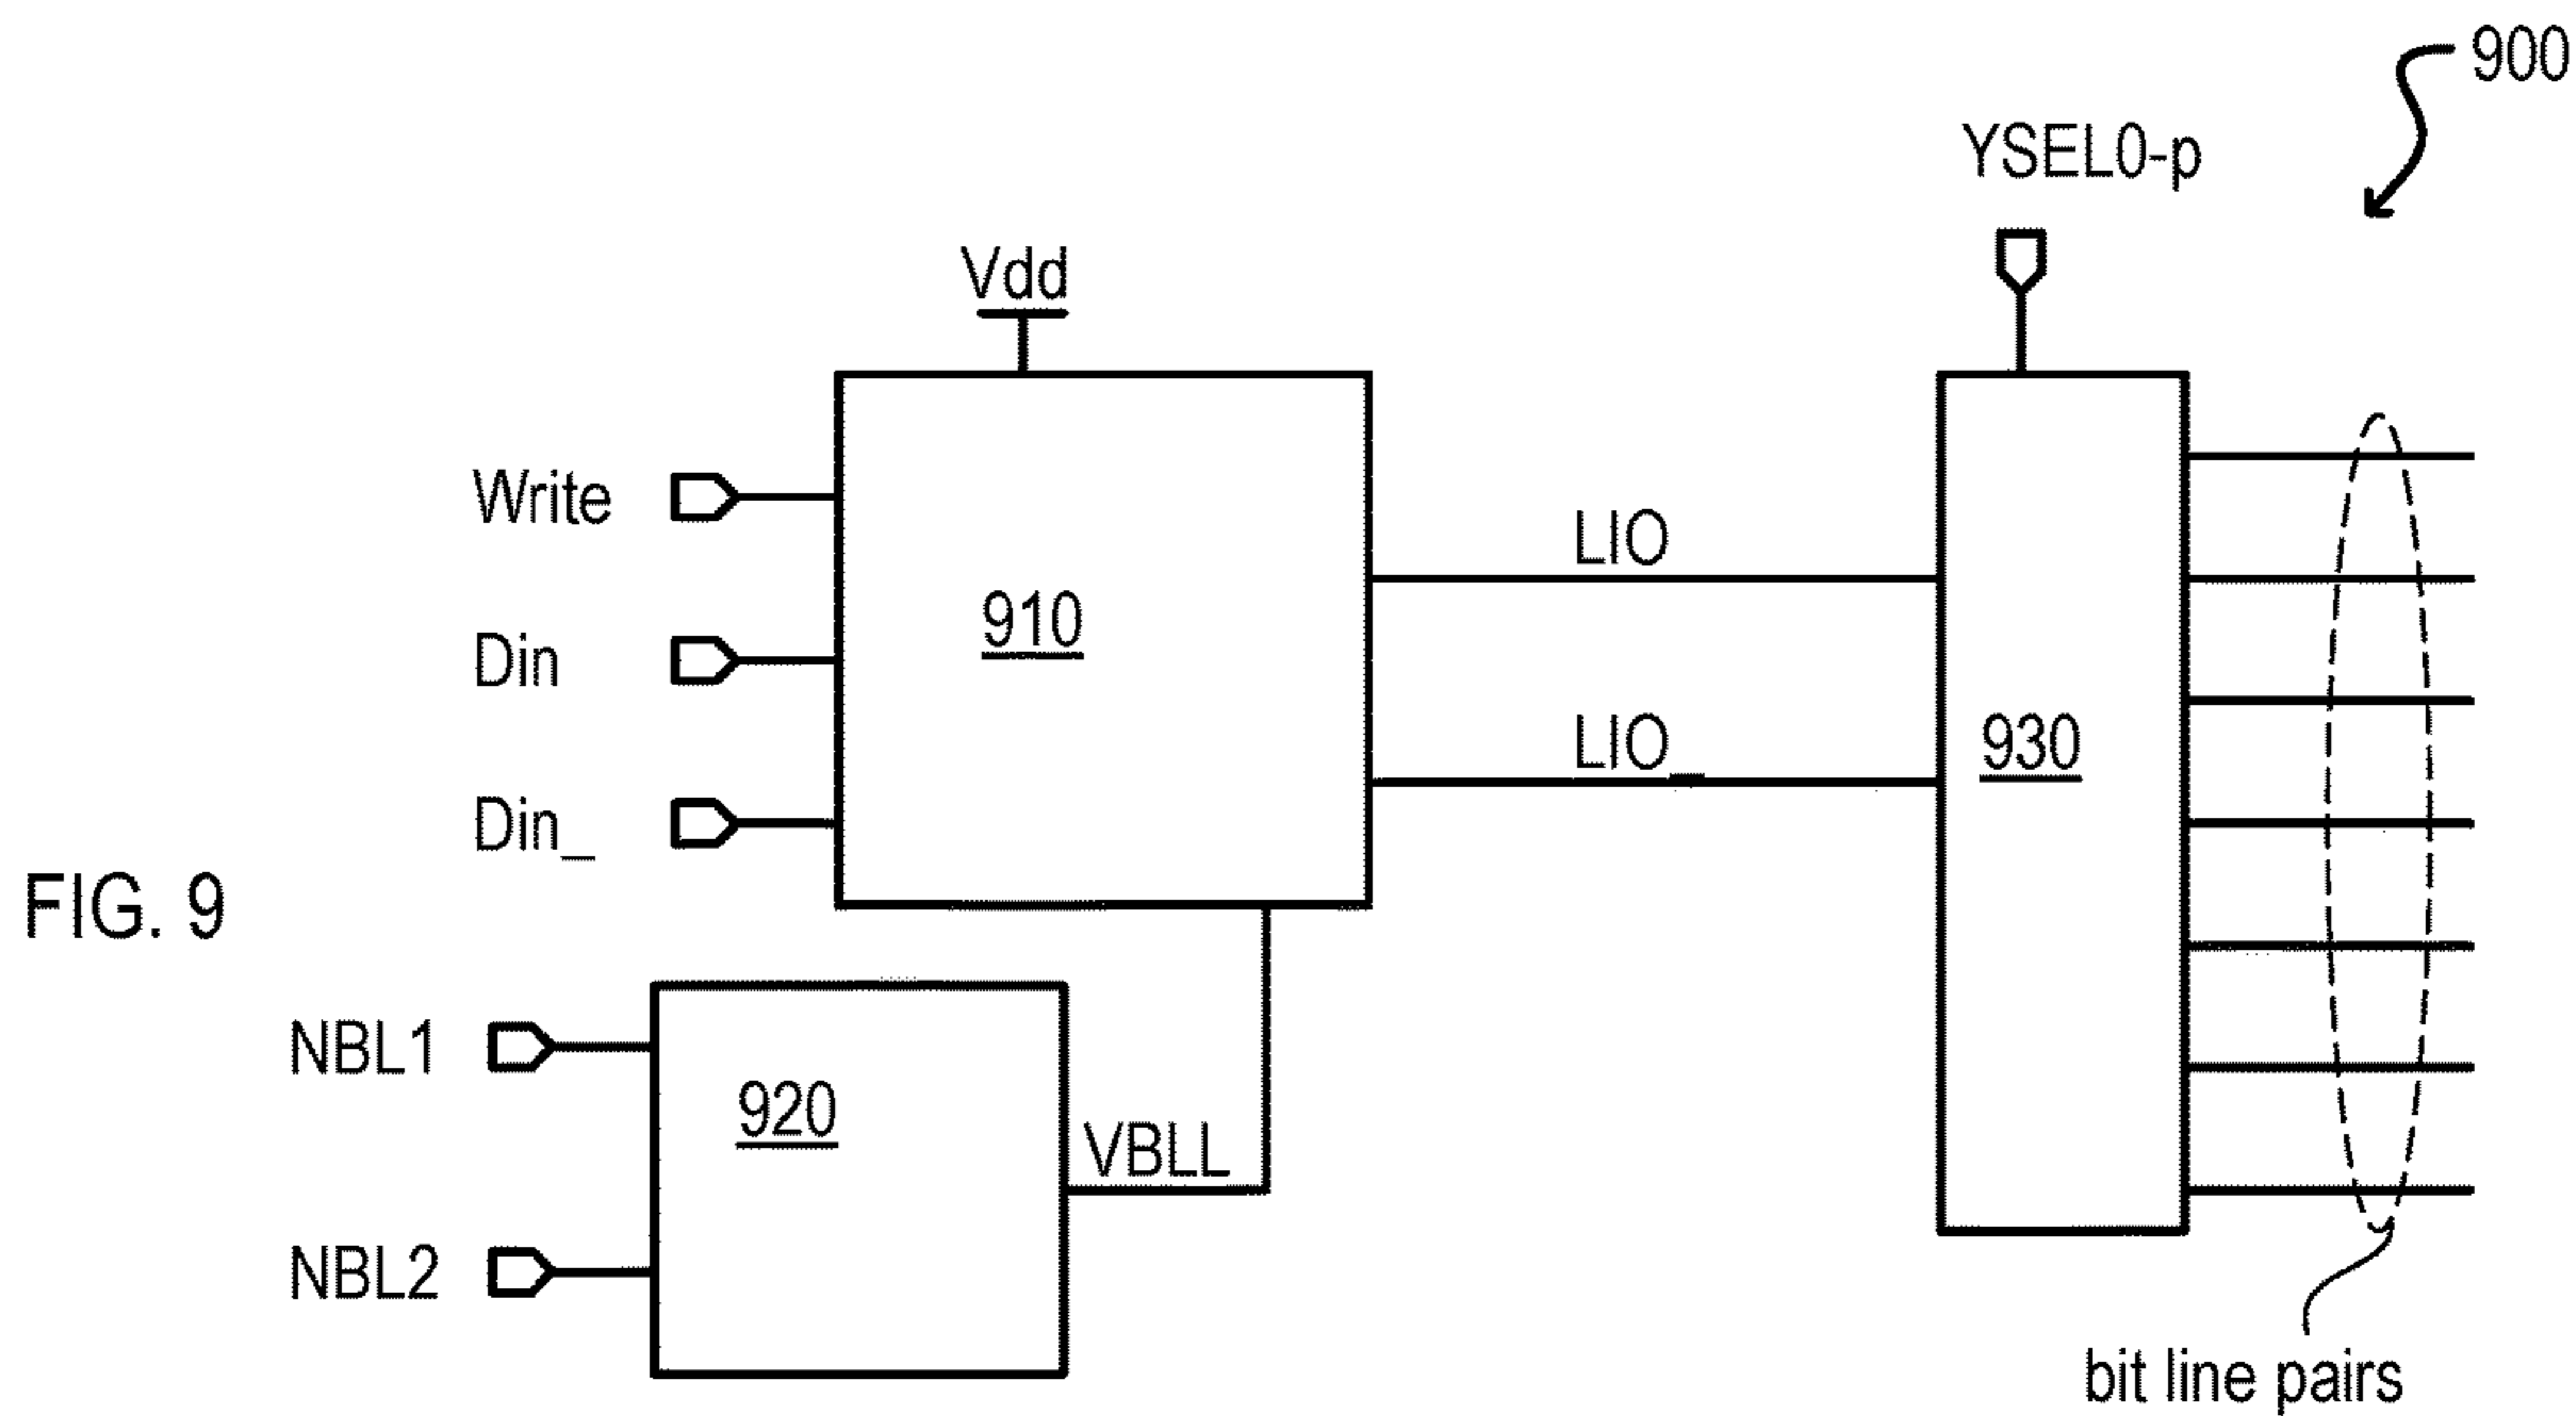 900
YSEL0-p
Vdd
Write
LIO
910
Din
LIO_
930
Din_
FIG. 9
NBL1
920
VBLL
NBL2
bit line pairs